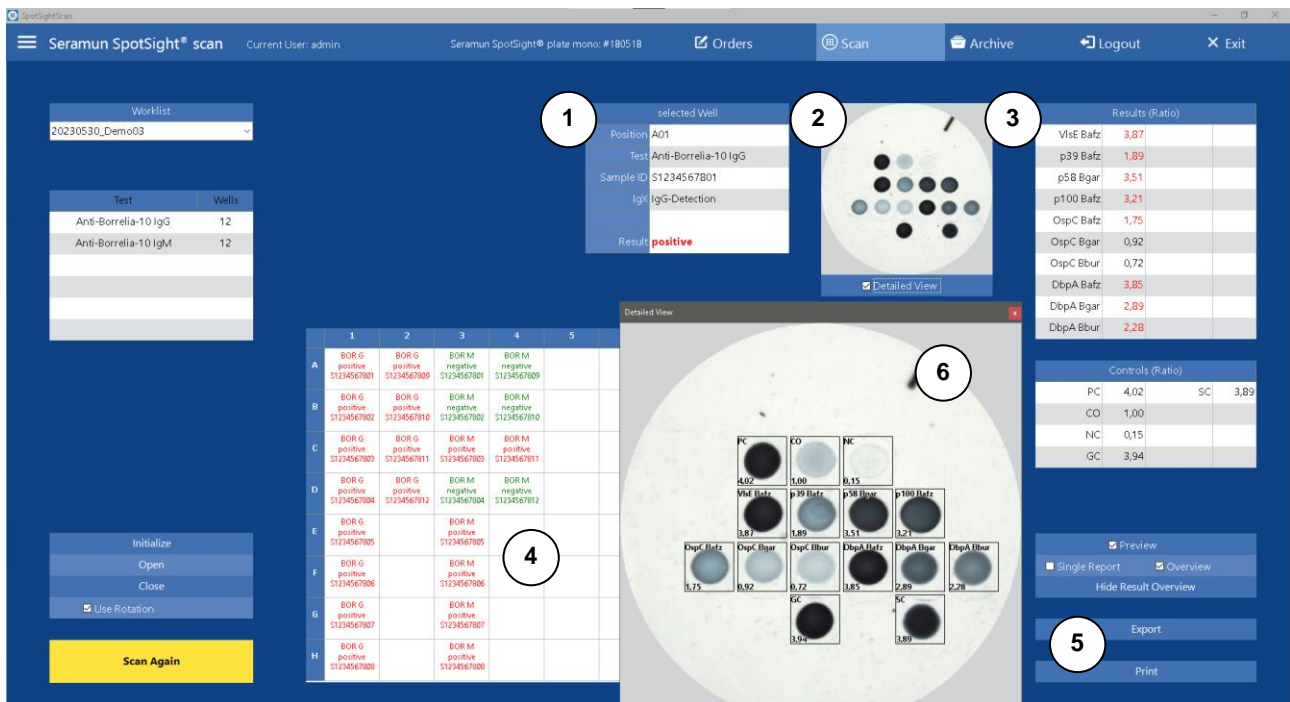 SpotSightScan
Seramun SpotSight® scan Current User: admin Seramun SpotSight® plate mono: #180518 Orders Scan Archive Logout Exit
Worklist
20230530_Demo03
Test Wells
Anti-Borrelia-10 IgG 12
Anti-Borrelia-10 IgM 12
1
selected Well
Position A01
Test Anti-Borrelia-10 IgG
Sample ID S1234567801
IgX IgG-Detection
Result positive
2
Detailed View
3
Results (Ratio)
VlsE Bafz 3,87
p39 Bafz 1,89
p58 Bgar 3,51
p100 Bafz 3,21
OspC Bafz 1,75
OspC Bgar 0,92
OspC Bbur 0,72
DbpA Bafz 3,85
DbpA Bgar 2,89
DbpA Bbur 2,28
Controls (Ratio)
PC 4,02 SC 3,89
CO 1,00
NC 0,15
GC 3,94
1 2 3 4 5
A
BOR G BOR G BOR M BOR M
positive positive negative negative
S1234567801 S1234567809 S1234567801 S1234567809
B
BOR G BOR G BOR M BOR M
positive positive negative negative
S1234567802 S1234567810 S1234567802 S1234567810
C
BOR G BOR G BOR M BOR M
positive positive positive positive
S1234567803 S1234567811 S1234567803 S1234567811
D
BOR G BOR G BOR M BOR M
positive positive negative negative
S1234567804 S1234567812 S1234567804 S1234567812
E
BOR G BOR M
positive positive
S1234567805 S1234567805
F
BOR G BOR M
positive positive
S1234567806 S1234567806
G
BOR G BOR M
positive positive
S1234567807 S1234567807
H
BOR G BOR M
positive positive
S1234567808 S1234567808
4
Detailed View x
6
PC CO NC
4,02 1,00 0,15
VlsE Bafz p39 Bafz p58 Bgar p100 Bafz
3,87 1,89 3,51 3,21
OspC Bafz OspC Bgar OspC Bbur DbpA Bafz DbpA Bgar DbpA Bbur
1,75 0,92 0,72 3,85 2,89 2,28
GC SC
3,94 3,89
Initialize
Open
Close
Use Rotation
Scan Again
Preview
Single Report Overview
Hide Result Overview
5
Export
Print